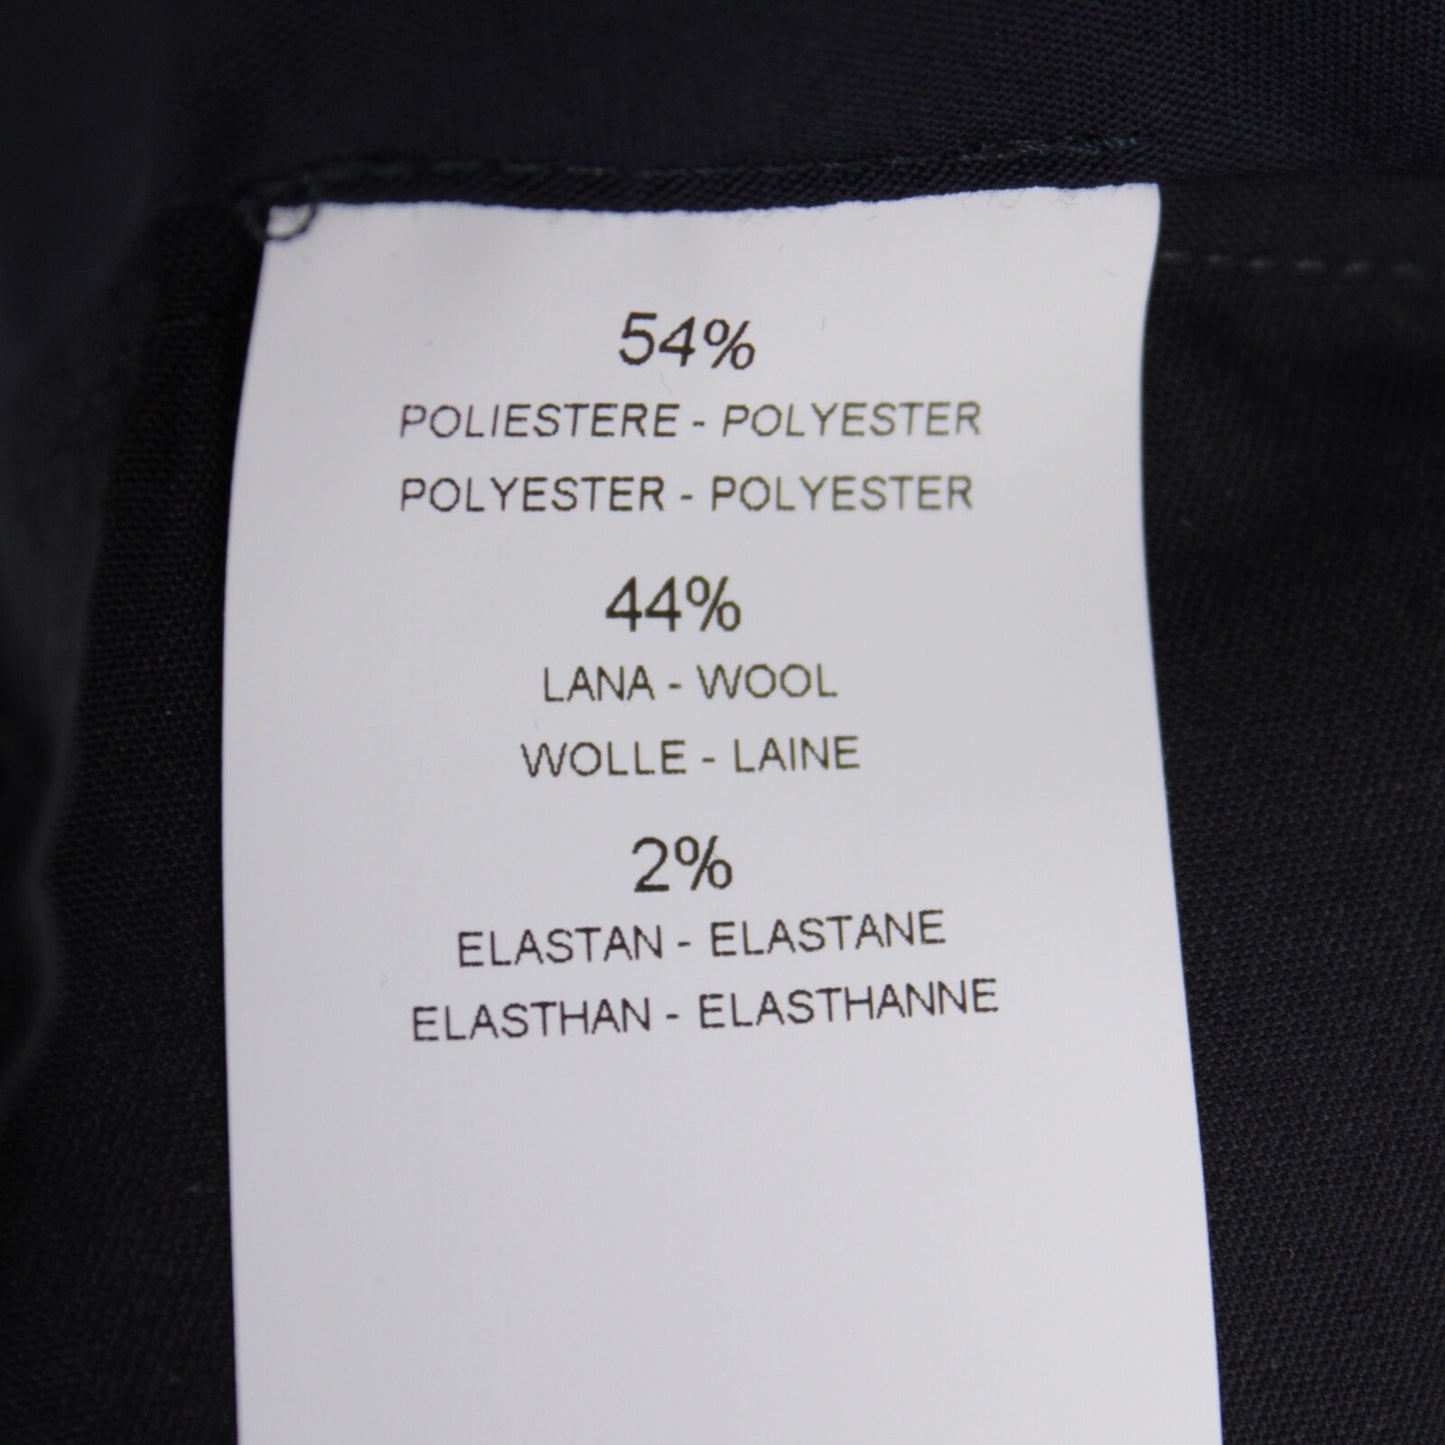 54%
POLIESTERE - POLYESTER
POLYESTER - POLYESTER
44%
LANA - WOOL
WOLLE - LAINE
2%
ELASTAN - ELASTANE
ELASTHAN - ELASTHANNE